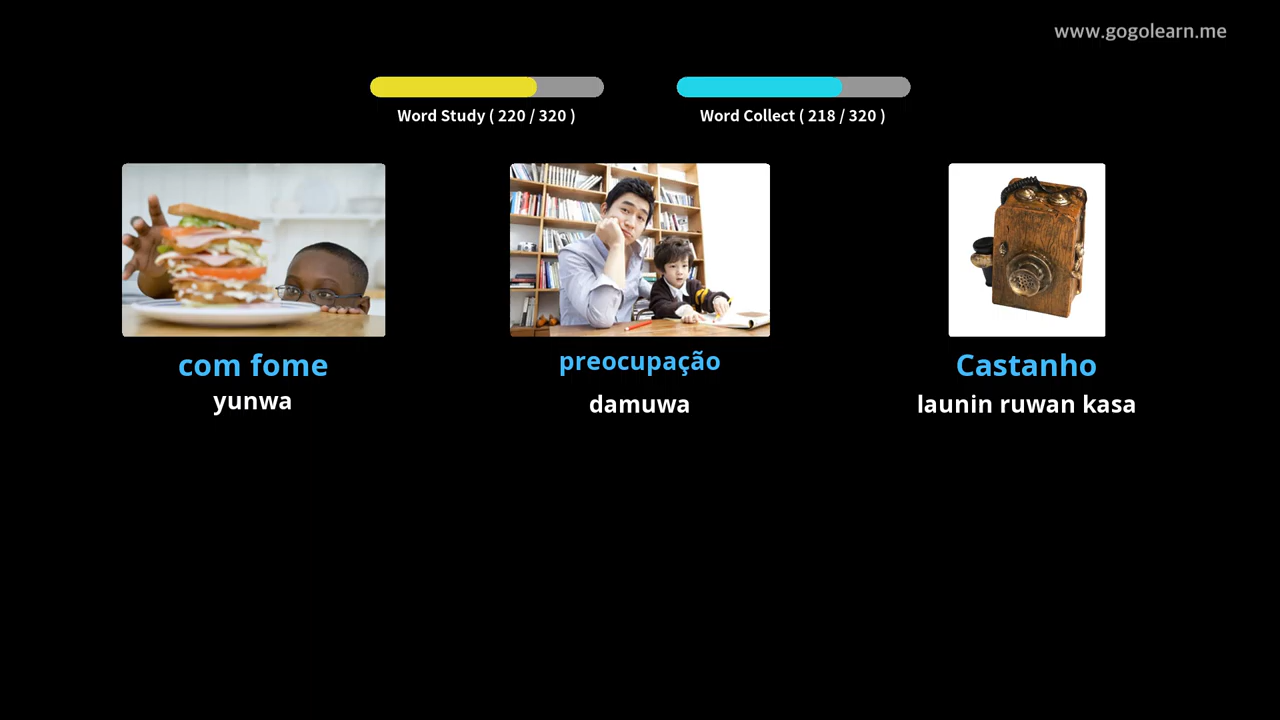 www.gogolearn.me
Word Study ( 220 / 320 )
Word Collect ( 218 / 320 )
com fome
preocupação
Castanho
yunwa
damuwa
launin ruwan kasa